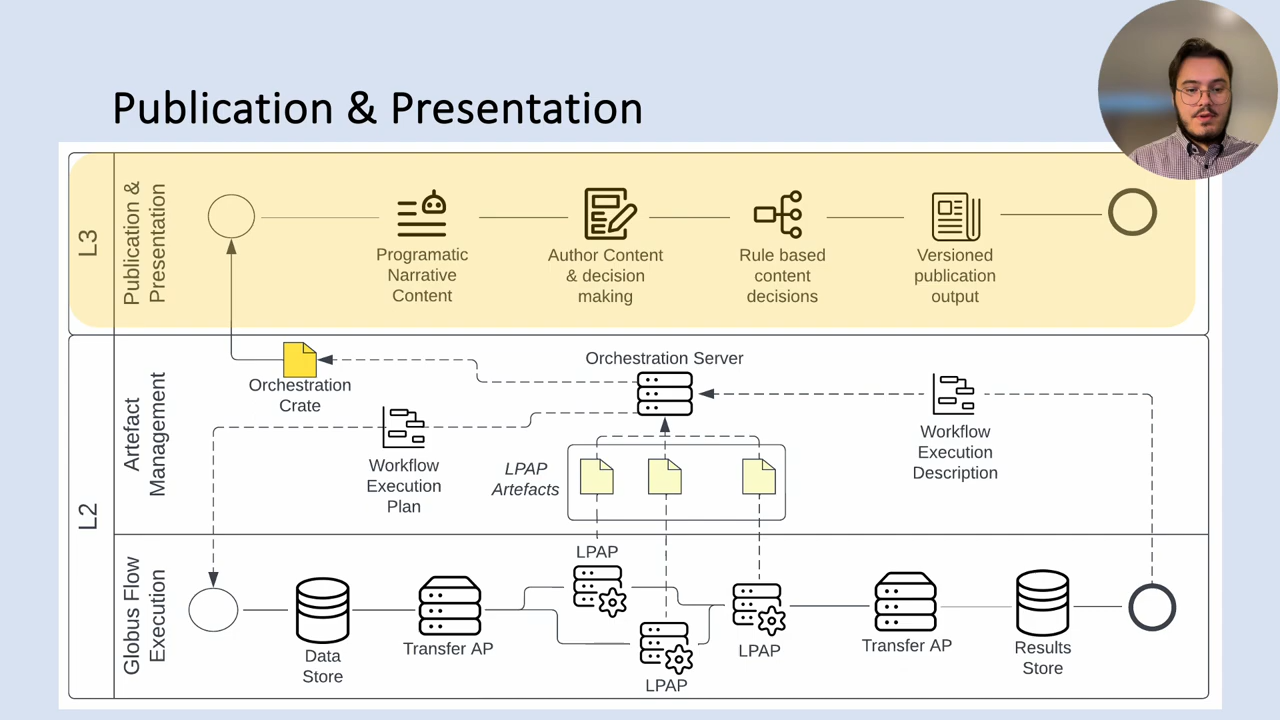 Publication & Presentation
L3
Publication &
Presentation
Programatic
Narrative
Content
Author Content
& decision
making
Rule based
content
decisions
Versioned
publication
output
L2
Artefact
Management
Orchestration
Crate
Orchestration Server
Workflow
Execution
Plan
LPAP
Artefacts
Workflow
Execution
Description
Globus Flow
Execution
Data
Store
Transfer AP
LPAP
LPAP
LPAP
Transfer AP
Results
Store